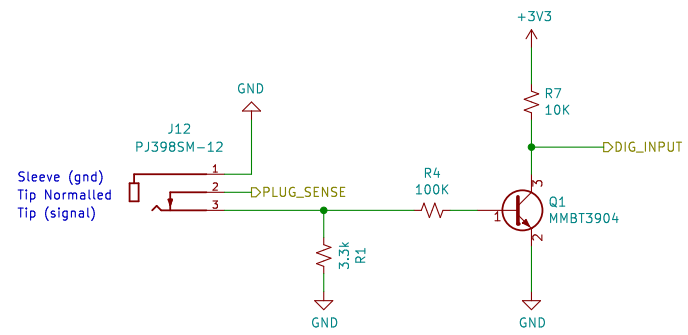 +3V3
R7
10K
GND
J12
PJ398SM-12
DIG_INPUT
Sleeve (gnd)
Tip Normalled
Tip (signal)
1
2
3
PLUG_SENSE
R4
100K
3
1
2
Q1
MMBT3904
3.3k
R1
GND
GND